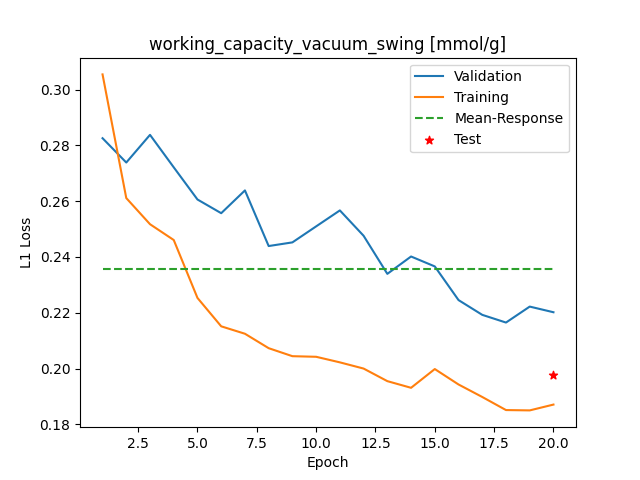 working_capacity_vacuum_swing [mmol/g]
Validation
Training
Mean-Response
Test
L1 Loss
0.30
0.28
0.26
0.24
0.22
0.20
0.18
2.5 5.0 7.5 10.0 12.5 15.0 17.5 20.0
Epoch